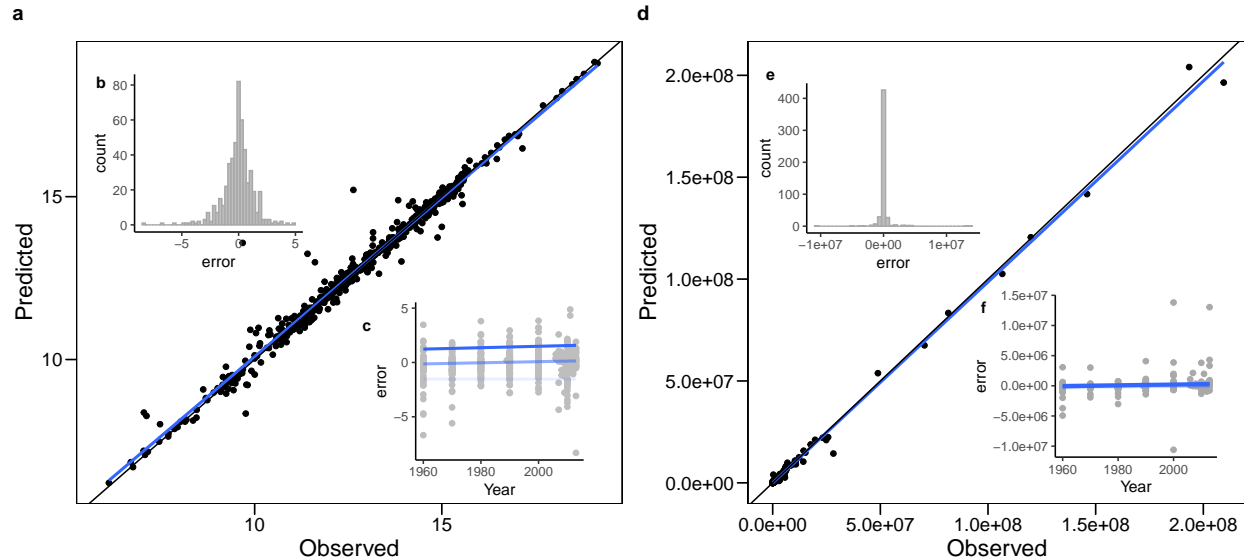 a
Predicted
15
10
10
15
Observed
b
count
80
60
40
20
0
−5
0
5
error
c
error
5
0
−5
1960
1980
2000
Year
d
Predicted
2.0e+08
1.5e+08
1.0e+08
5.0e+07
0.0e+00
0.0e+00
5.0e+07
1.0e+08
1.5e+08
2.0e+08
Observed
e
count
400
300
200
100
0
−1e+07
0e+00
1e+07
error
f
error
1.5e+07
1.0e+07
5.0e+06
0.0e+00
−5.0e+06
−1.0e+07
1960
1980
2000
Year